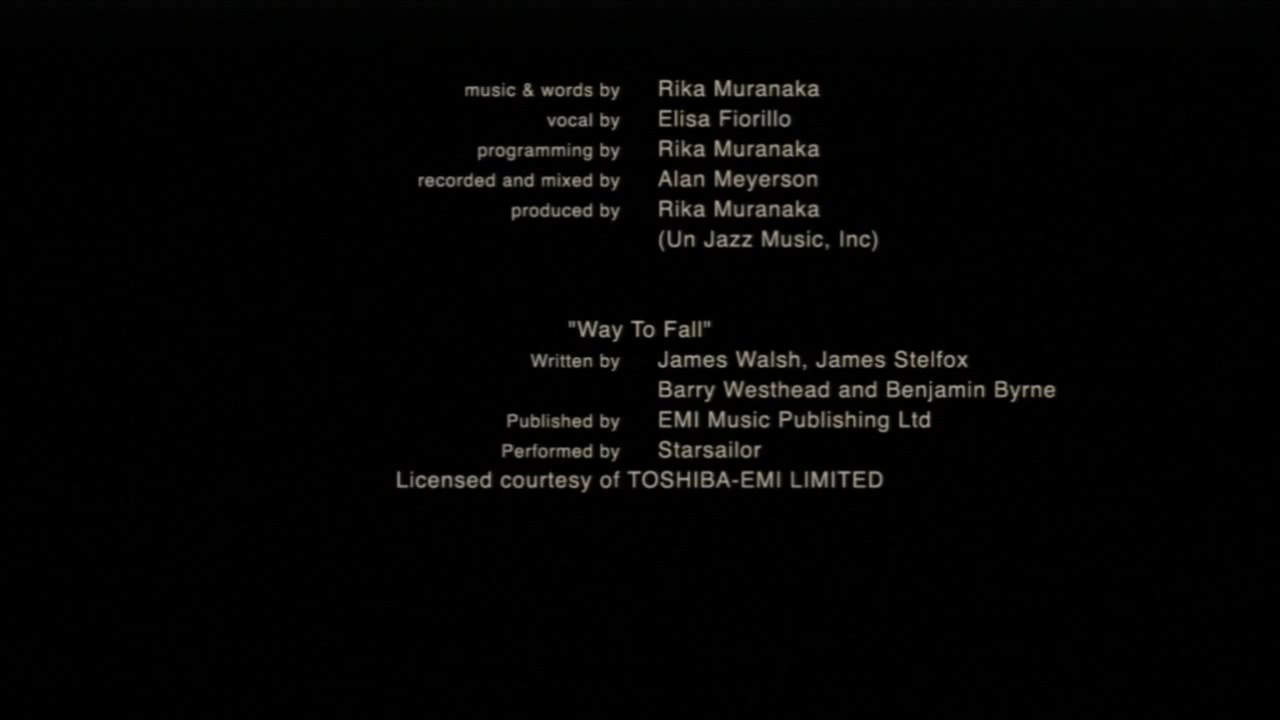 music & words by Rika Muranaka
vocal by Elisa Fiorillo
programming by Rika Muranaka
recorded and mixed by Alan Meyerson
produced by Rika Muranaka
(Un Jazz Music, Inc)
"Way To Fall"
Written by James Walsh, James Stelfox
Barry Westhead and Benjamin Byrne
Published by EMI Music Publishing Ltd
Performed by Starsailor
Licensed courtesy of TOSHIBA-EMI LIMITED